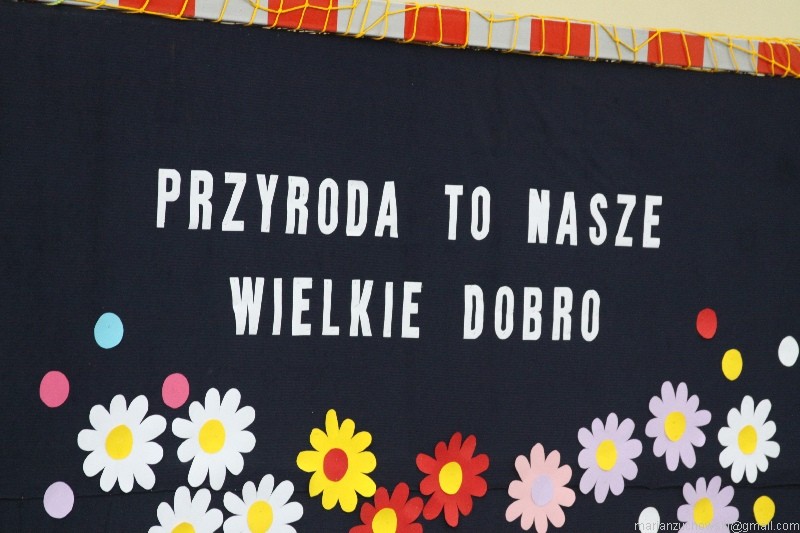 PRZYRODA TO NASZE
WIELKIE DOBRO